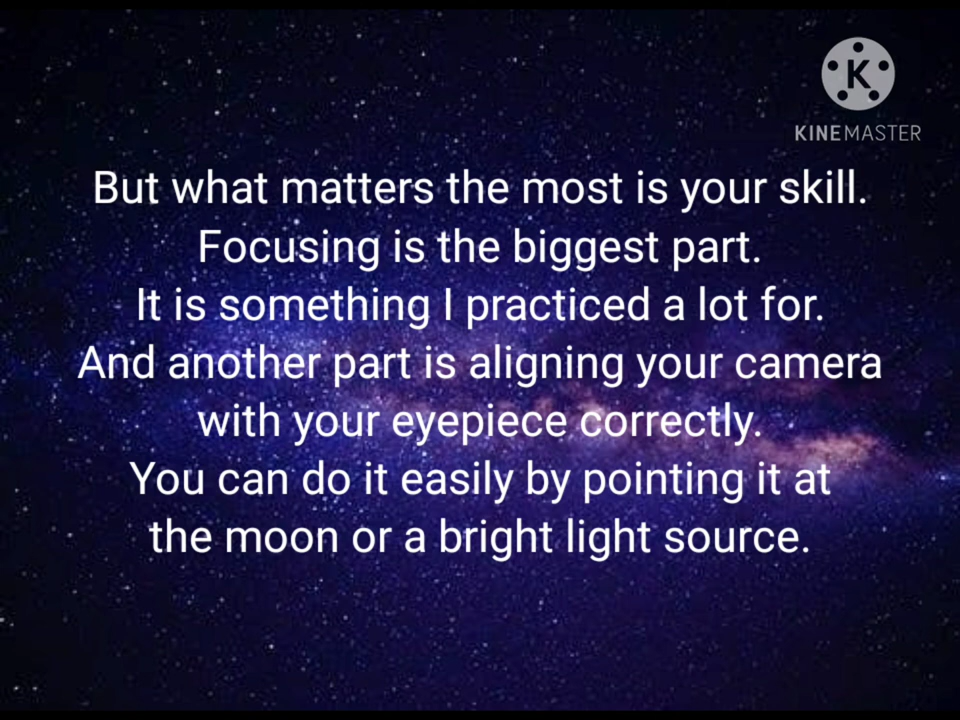 K
KINEMASTER
But what matters the most is your skill.
Focusing is the biggest part.
It is something I practiced a lot for.
And another part is aligning your camera
with your eyepiece correctly.
You can do it easily by pointing it at
the moon or a bright light source.